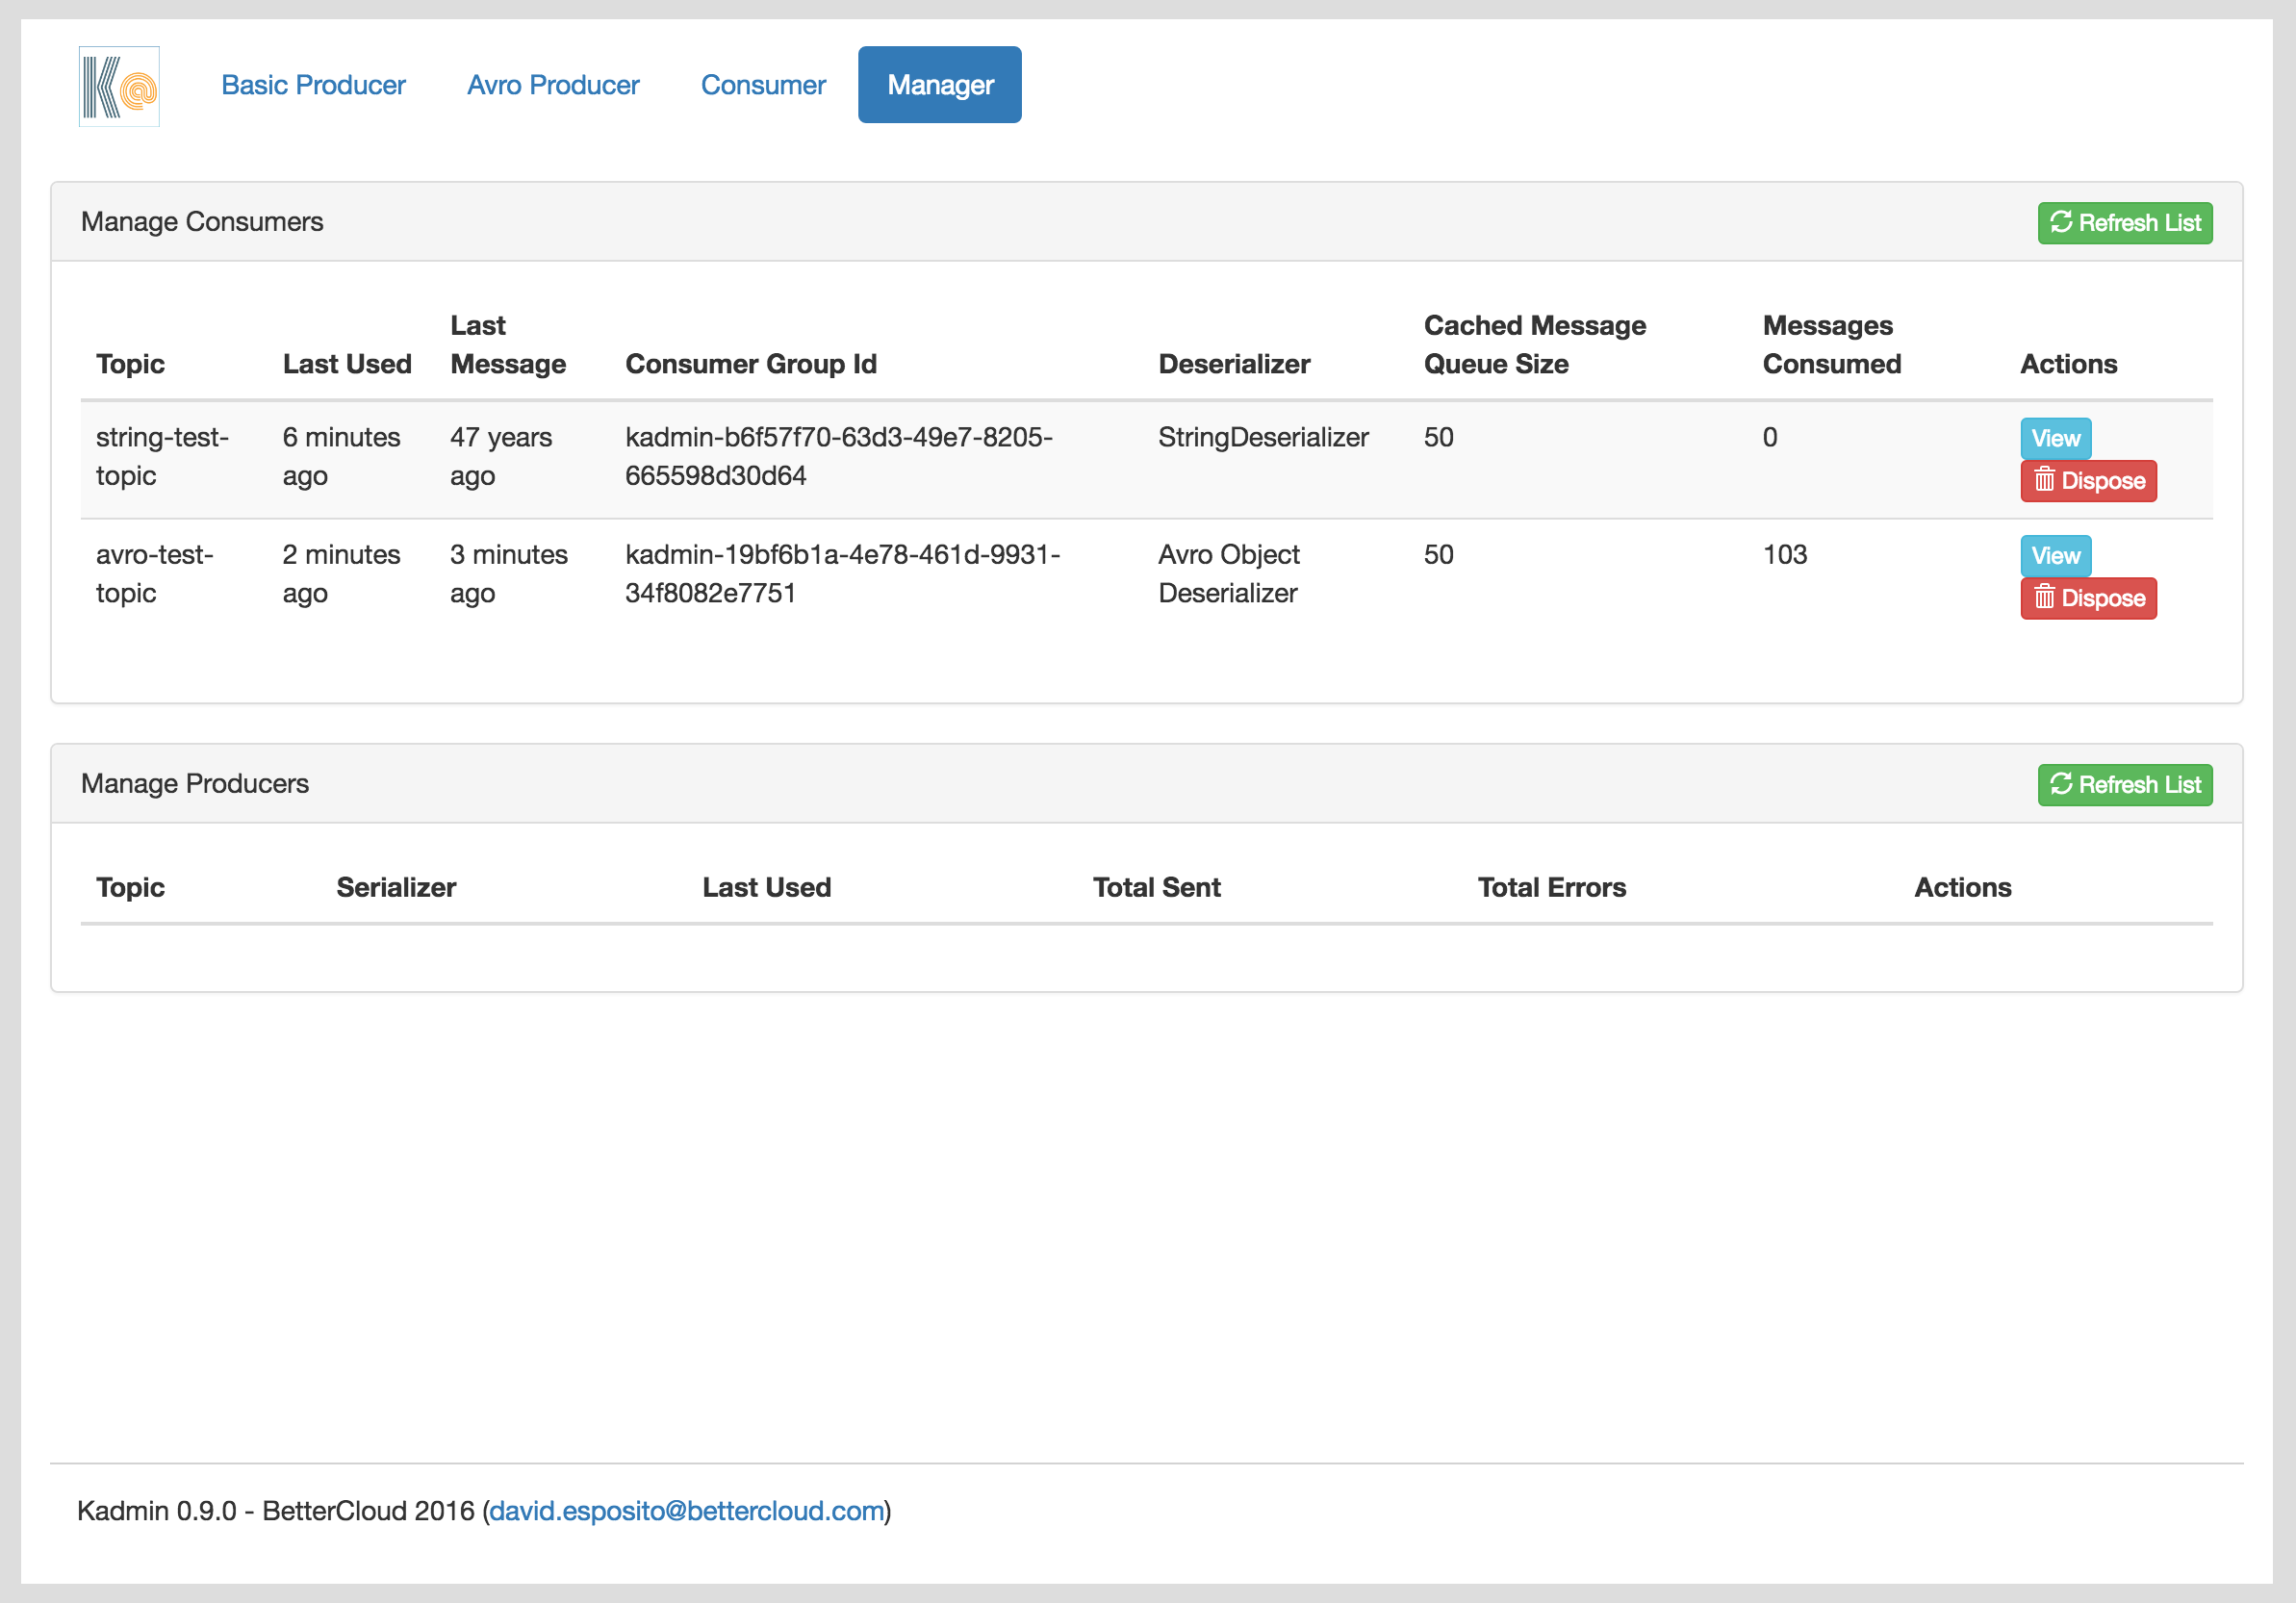 K@ Basic Producer Avro Producer Consumer Manager
Manage Consumers Refresh List
Last Cached Message Messages
Topic Last Used Message Consumer Group Id Deserializer Queue Size Consumed Actions
string-test- 6 minutes 47 years kadmin-b6f57f70-63d3-49e7-8205- StringDeserializer 50 0 View
topic ago ago 665598d30d64 Dispose
avro-test- 2 minutes 3 minutes kadmin-19bf6b1a-4e78-461d-9931- Avro Object 50 103 View
topic ago ago 34f8082e7751 Deserializer Dispose
Manage Producers Refresh List
Topic Serializer Last Used Total Sent Total Errors Actions
Kadmin 0.9.0 - BetterCloud 2016 (david.esposito@bettercloud.com)